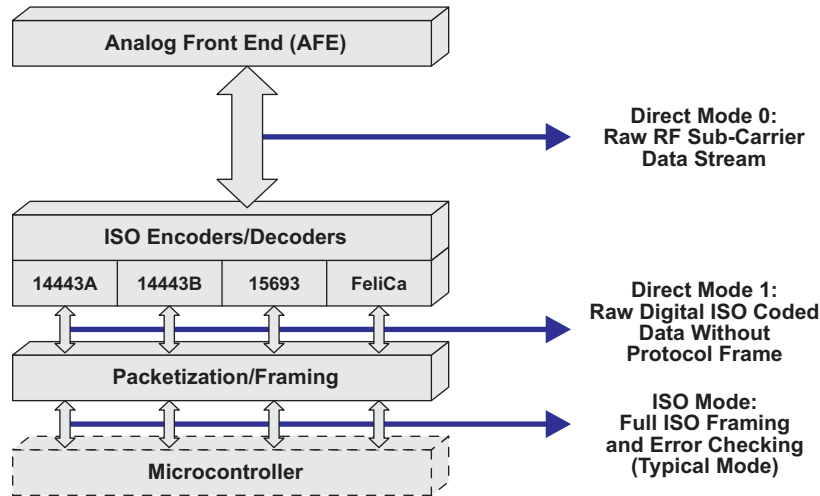 Analog Front End (AFE)
Direct Mode 0:
Raw RF Sub-Carrier
Data Stream
ISO Encoders/Decoders
14443A 14443B 15693 FeliCa
Direct Mode 1:
Raw Digital ISO Coded
Data Without
Protocol Frame
Packetization/Framing
ISO Mode:
Full ISO Framing
and Error Checking
(Typical Mode)
Microcontroller